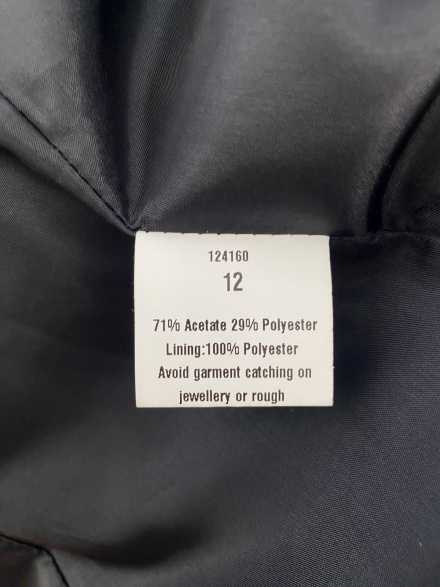 124160
12
71% Acetate 29% Polyester
Lining:100% Polyester
Avoid garment catching on
jewellery or rough